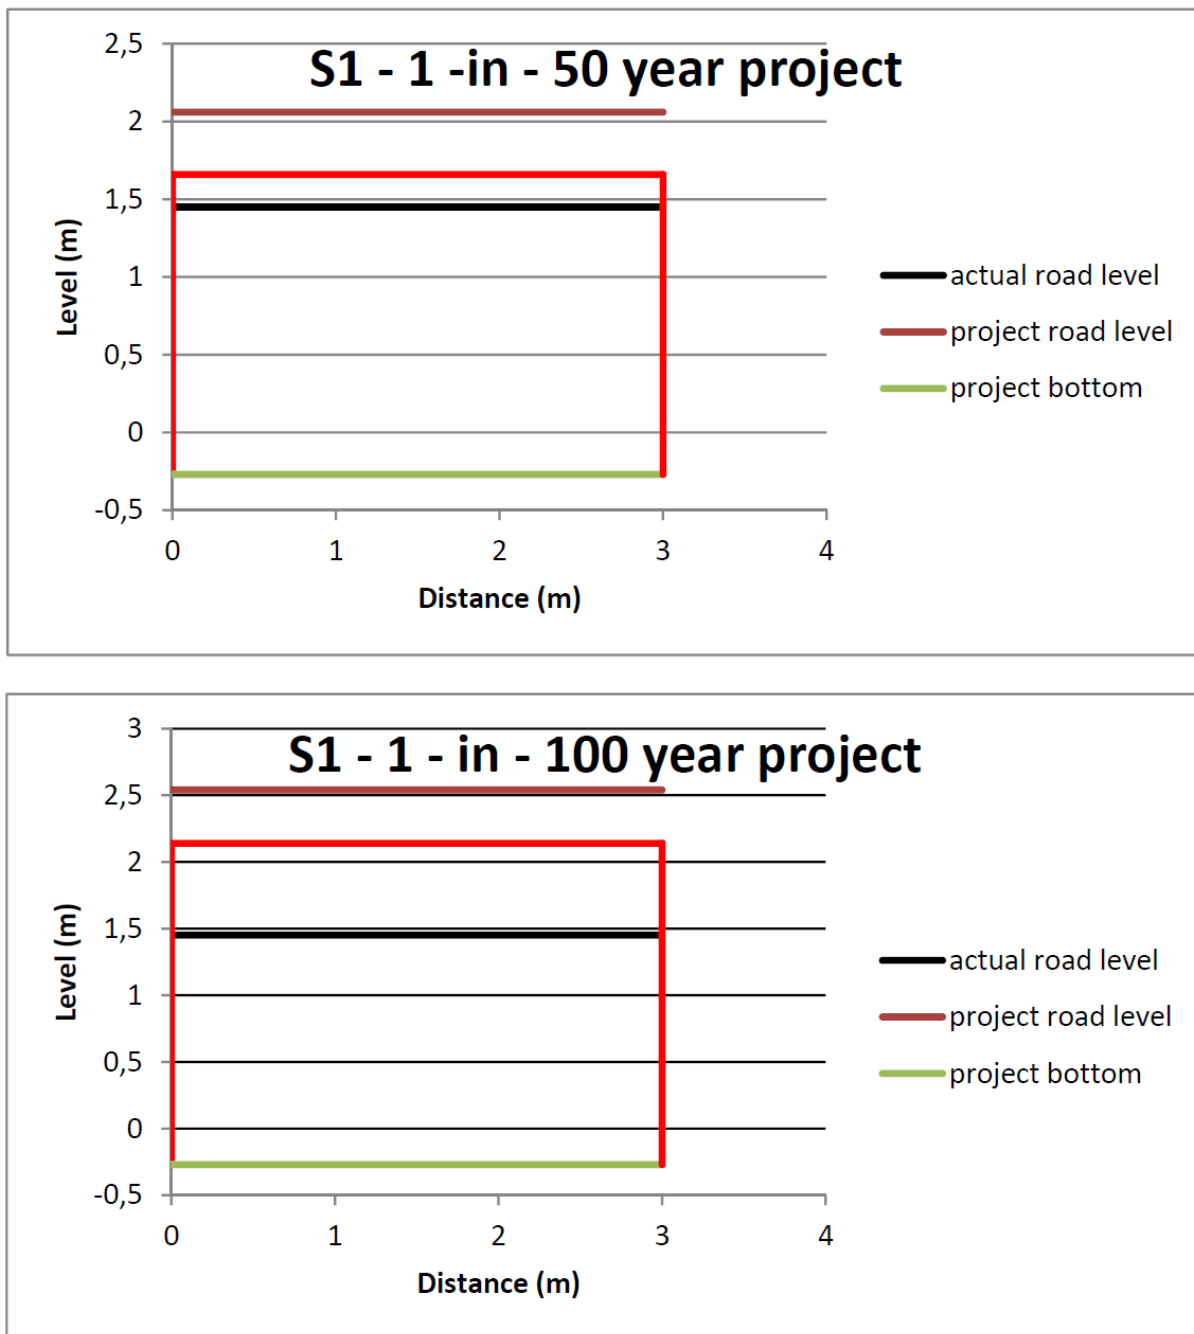 S1 - 1 -in - 50 year project
2,5
2
1,5
1
0,5
0
-0,5
0
1
2
3
4
Level (m)
Distance (m)
actual road level
project road level
project bottom
S1 - 1 - in - 100 year project
3
2,5
2
1,5
1
0,5
0
-0,5
0
1
2
3
4
Level (m)
Distance (m)
actual road level
project road level
project bottom